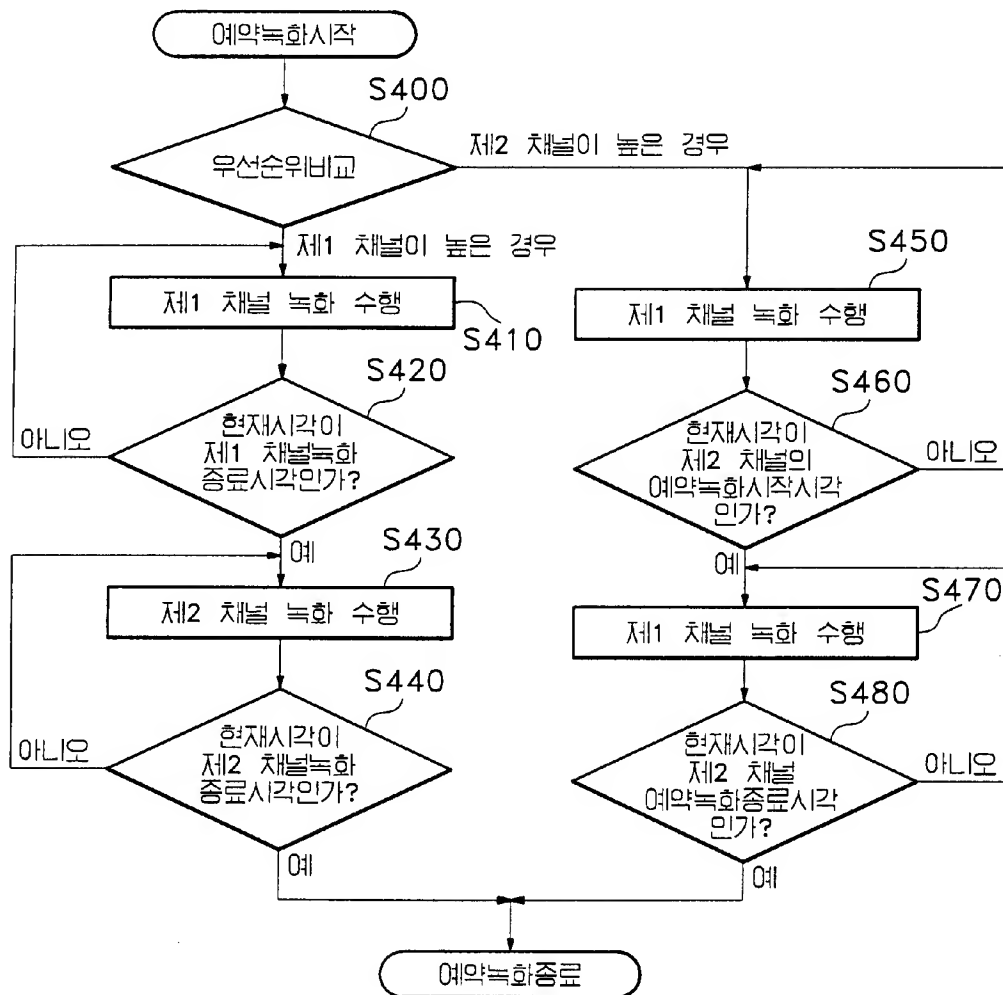 예약녹화시작
S400
우선순위비교
제2 채널이 높은 경우
제1 채널이 높은 경우
제1 채널 녹화 수행
S410
S420
현재시각이
제1 채널녹화
종료시각인가?
아니오
예
S430
제2 채널 녹화 수행
S440
현재시각이
제2 채널녹화
종료시각인가?
아니오
예
S450
제1 채널 녹화 수행
S460
현재시각이
제2 채널의
예약녹화시작시각
인가?
아니오
예
S470
제1 채널 녹화 수행
S480
현재시각이
제2 채널
예약녹화종료시각
인가?
아니오
예
예약녹화종료